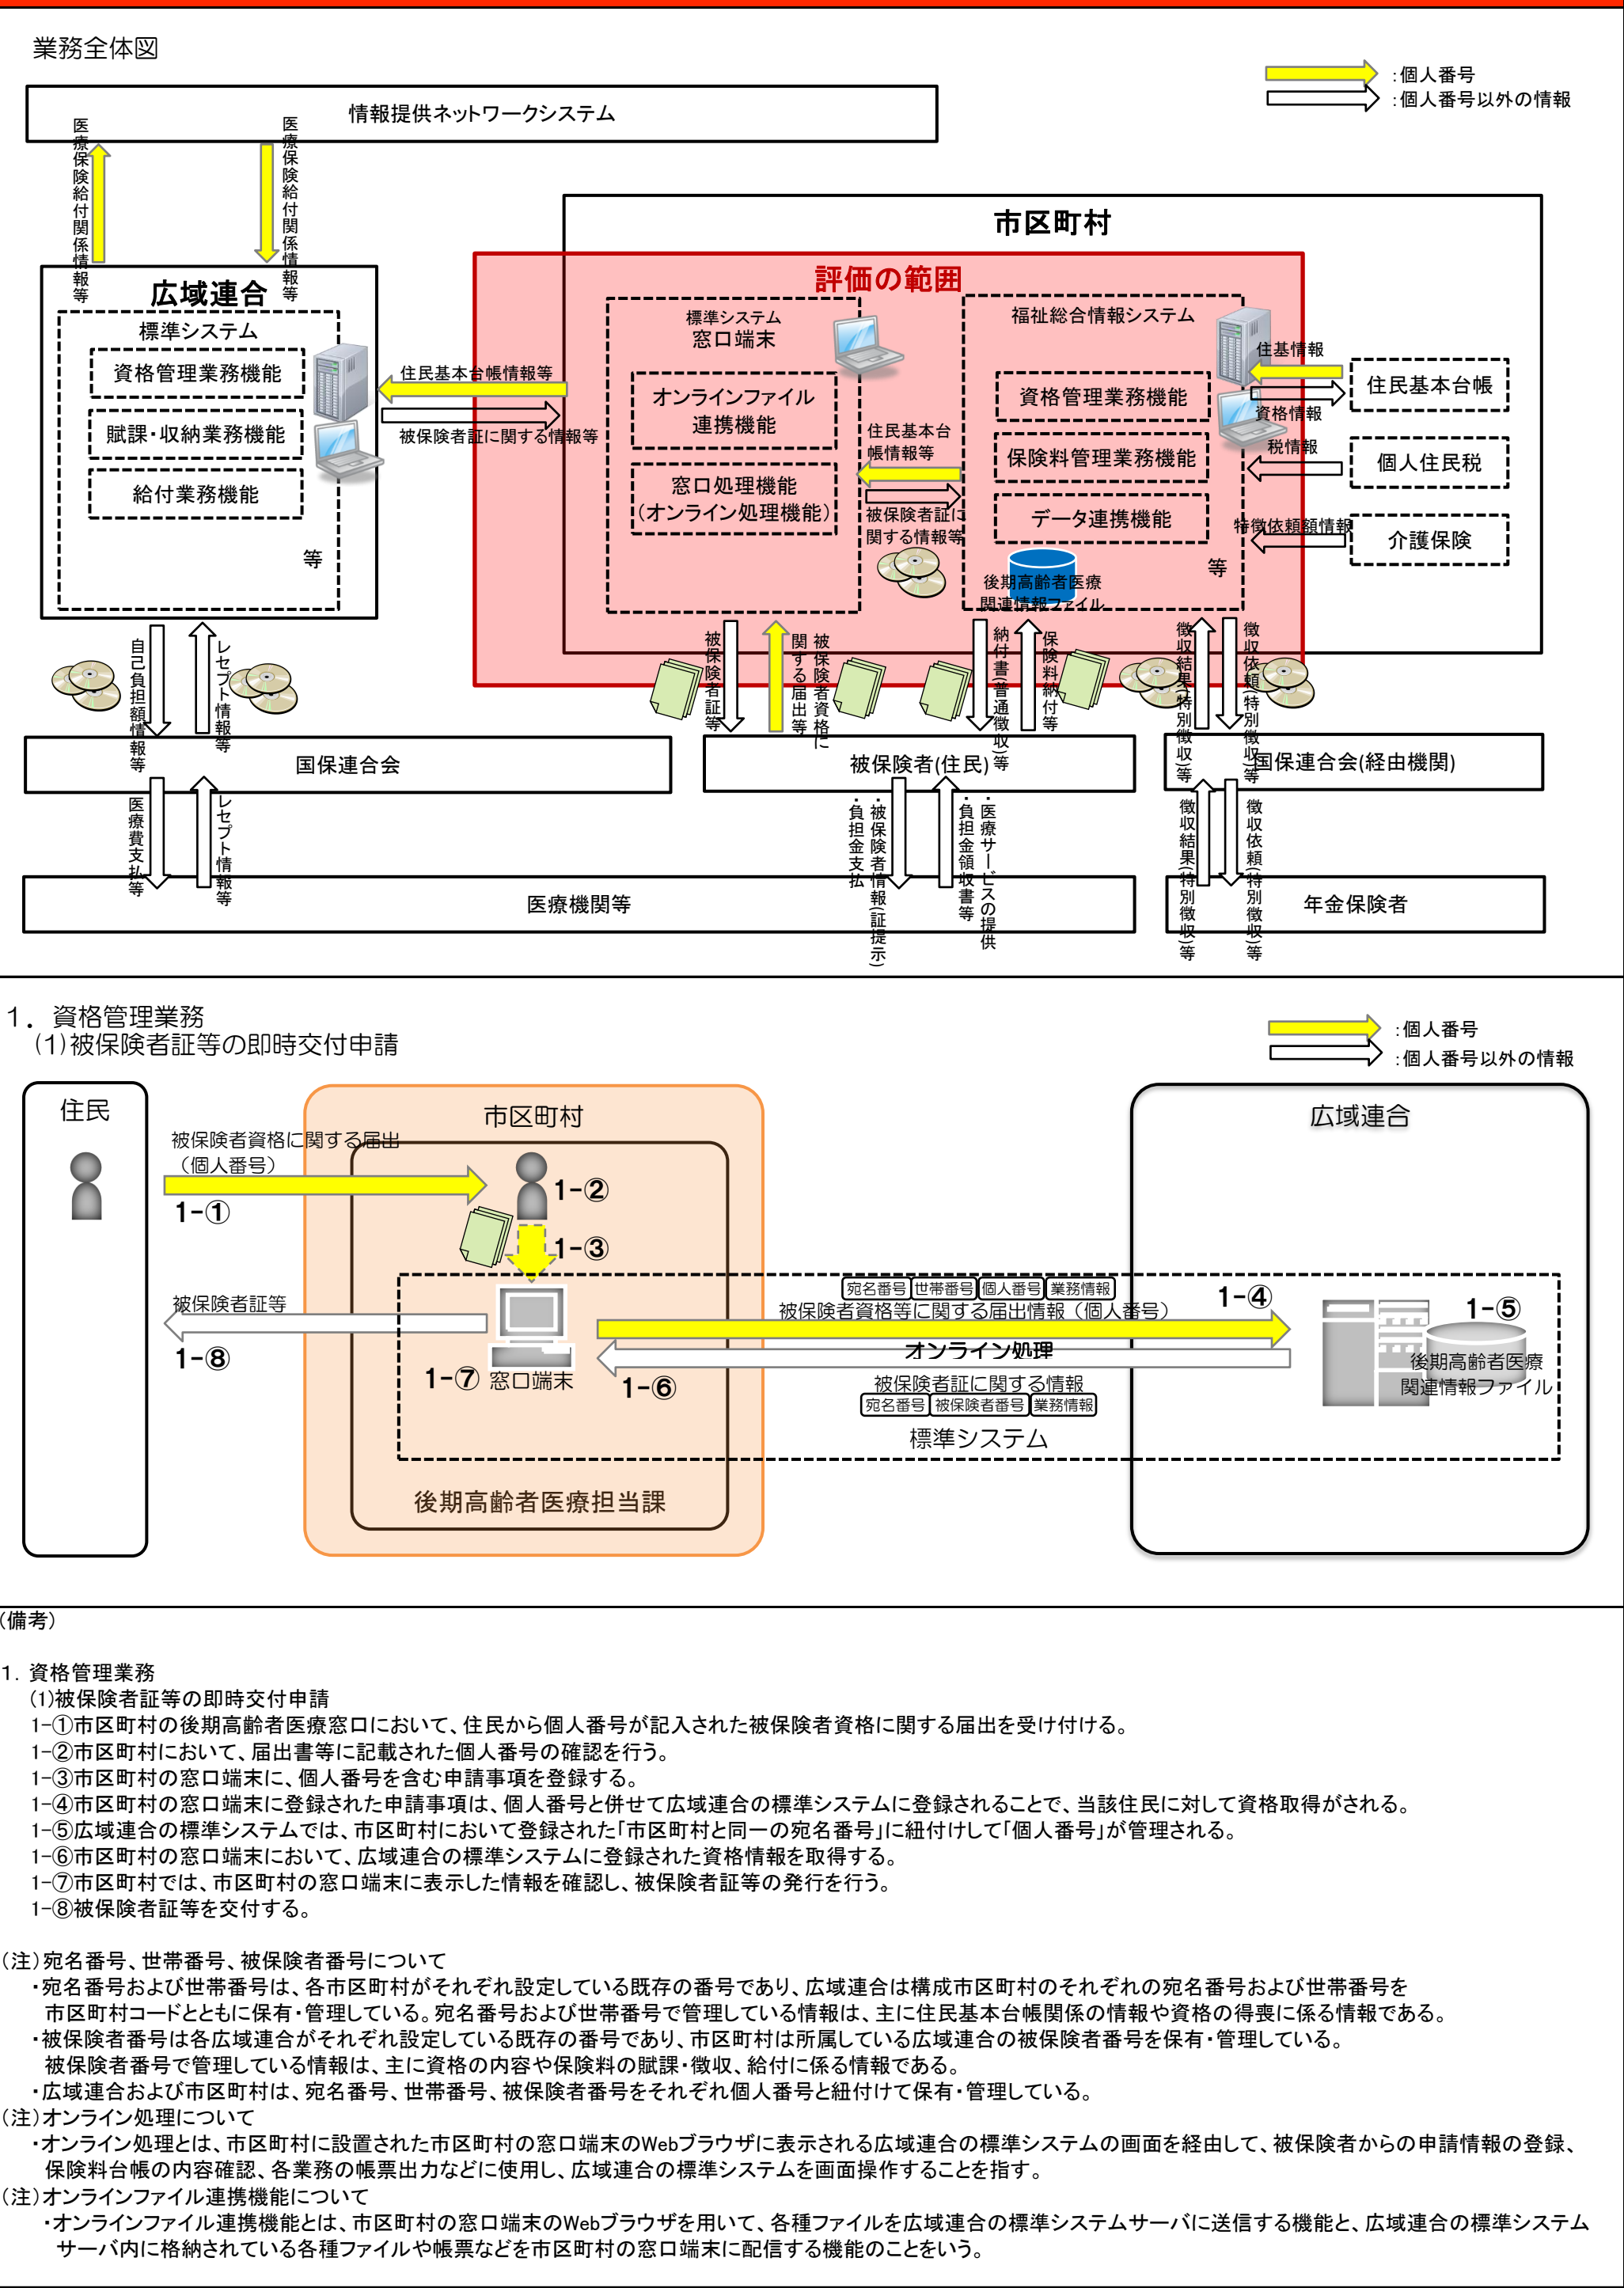 業務全体図
:個人番号
:個人番号以外の情報
情報提供ネットワークシステム
医療保険給付関係情報等
医療保険給付関係情報等
市区町村
評価の範囲
広域連合
標準システム
資格管理業務機能
賦課・収納業務機能
給付業務機能
等
住民基本台帳情報等
被保険者証に関する情報等
標準システム
窓口端末
オンラインファイル
連携機能
窓口処理機能
(オンライン処理機能)
住民基本台
帳情報等
被保険者証に
関する情報等
福祉総合情報システム
資格管理業務機能
保険料管理業務機能
データ連携機能
等
後期高齢者医療
関連情報ファイル
住基情報
資格情報
税情報
特徴依頼額情報
住民基本台帳
個人住民税
介護保険
自己負担額情報等
レセプト情報等
被保険者証等
被保険者資格に
関する届出等
納付書(普通徴収)等
保険料納付等
徴収結果(特別徴収)等
徴収依頼(特別徴収)等
国保連合会
被保険者(住民)
国保連合会(経由機関)
医療費支払等
レセプト情報等
・被保険者情報(証提示)
・負担金支払
・医療サービスの提供
・負担金領収書等
徴収結果(特別徴収)等
徴収依頼(特別徴収)等
医療機関等
年金保険者
１．資格管理業務
(1)被保険者証等の即時交付申請
:個人番号
:個人番号以外の情報
住民
市区町村
広域連合
被保険者資格に関する届出
（個人番号）
1-①
1-②
1-③
宛名番号 世帯番号 個人番号 業務情報
被保険者資格等に関する届出情報（個人番号）
1-④
1-⑤
被保険者証等
1-⑧
オンライン処理
1-⑦ 窓口端末
1-⑥
被保険者証に関する情報
宛名番号 被保険者番号 業務情報
標準システム
後期高齢者医療
関連情報ファイル
後期高齢者医療担当課
(備考)
1．資格管理業務
(1)被保険者証等の即時交付申請
1-①市区町村の後期高齢者医療窓口において、住民から個人番号が記入された被保険者資格に関する届出を受け付ける。
1-②市区町村において、届出書等に記載された個人番号の確認を行う。
1-③市区町村の窓口端末に、個人番号を含む申請事項を登録する。
1-④市区町村の窓口端末に登録された申請事項は、個人番号と併せて広域連合の標準システムに登録されることで、当該住民に対して資格取得がされる。
1-⑤広域連合の標準システムでは、市区町村において登録された「市区町村と同一の宛名番号」に紐付けして「個人番号」が管理される。
1-⑥市区町村の窓口端末において、広域連合の標準システムに登録された資格情報を取得する。
1-⑦市区町村では、市区町村の窓口端末に表示した情報を確認し、被保険者証等の発行を行う。
1-⑧被保険者証等を交付する。
（注）宛名番号、世帯番号、被保険者番号について
・宛名番号および世帯番号は、各市区町村がそれぞれ設定している既存の番号であり、広域連合は構成市区町村のそれぞれの宛名番号および世帯番号を
市区町村コードとともに保有・管理している。宛名番号および世帯番号で管理している情報は、主に住民基本台帳関係の情報や資格の得喪に係る情報である。
・被保険者番号は各広域連合がそれぞれ設定している既存の番号であり、市区町村は所属している広域連合の被保険者番号を保有・管理している。
被保険者番号で管理している情報は、主に資格の内容や保険料の賦課・徴収、給付に係る情報である。
・広域連合および市区町村は、宛名番号、世帯番号、被保険者番号をそれぞれ個人番号と紐付けて保有・管理している。
（注）オンライン処理について
・オンライン処理とは、市区町村に設置された市区町村の窓口端末のWebブラウザに表示される広域連合の標準システムの画面を経由して、被保険者からの申請情報の登録、
保険料台帳の内容確認、各業務の帳票出力などに使用し、広域連合の標準システムを画面操作することを指す。
（注）オンラインファイル連携機能について
・オンラインファイル連携機能とは、市区町村の窓口端末のWebブラウザを用いて、各種ファイルを広域連合の標準システムサーバに送信する機能と、広域連合の標準システム
サーバ内に格納されている各種ファイルや帳票などを市区町村の窓口端末に配信する機能のことをいう。